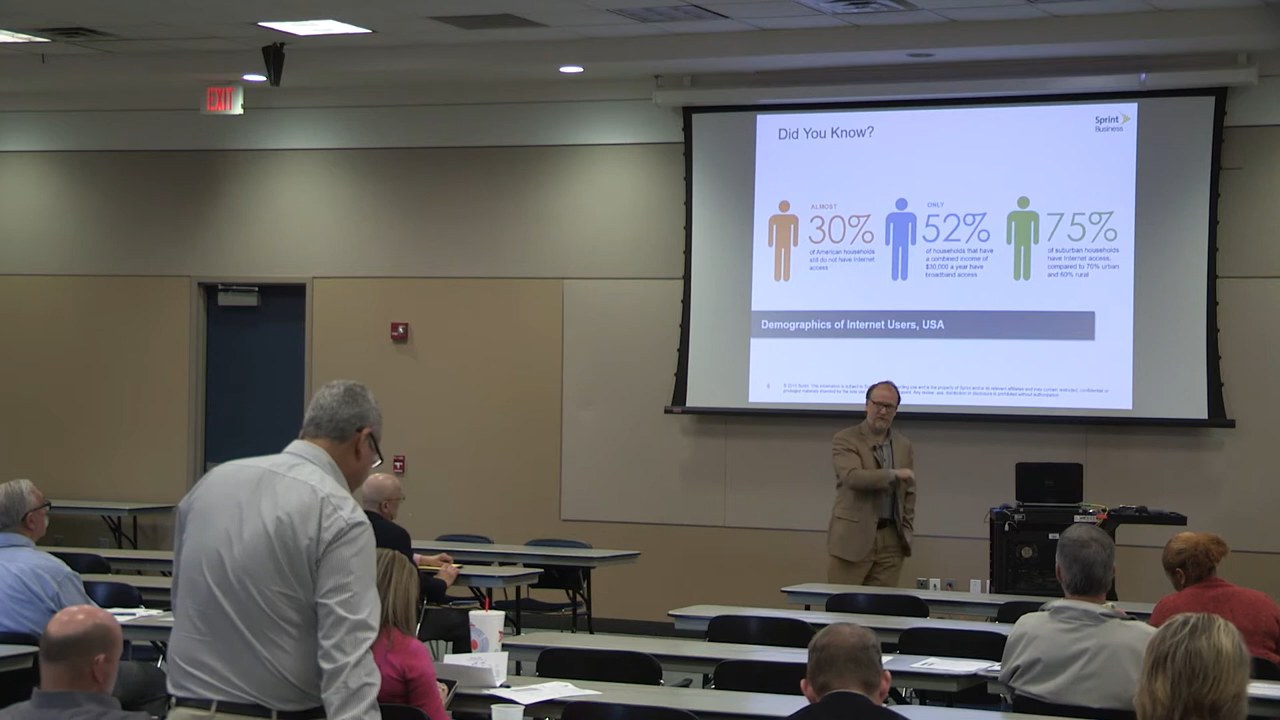 EXIT
Did You Know?
Sprint
Business
ALMOST
30%
of American households
still do not have Internet
access
ONLY
52%
of households that have
a combined income of
$30,000 a year have
broadband access
75%
of suburban households
have Internet access,
compared to 70% urban
and 60% rural
Demographics of Internet Users, USA